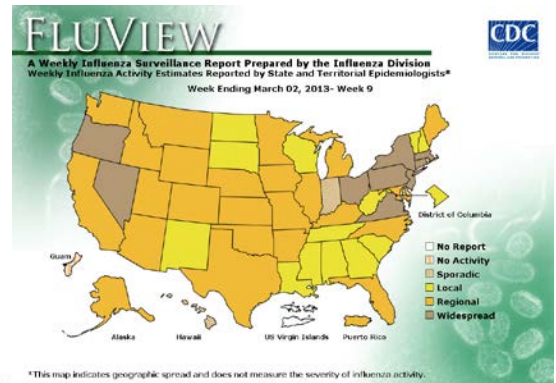 FLUVIEW
CDC
A Weekly Influenza Surveillance Report Prepared by the Influenza Division
Weekly Influenza Activity Estimates Reported by State and Territorial Epidemiologists*
Week Ending March 02, 2013- Week 9
District of Columbia
No Report
No Activity
Sporadic
Local
Regional
Widespread
Guam
Alaska
Hawaii
US Virgin Islands
Puerto Rico
*This map indicates geographic spread and does not measure the severity of influenza activity.